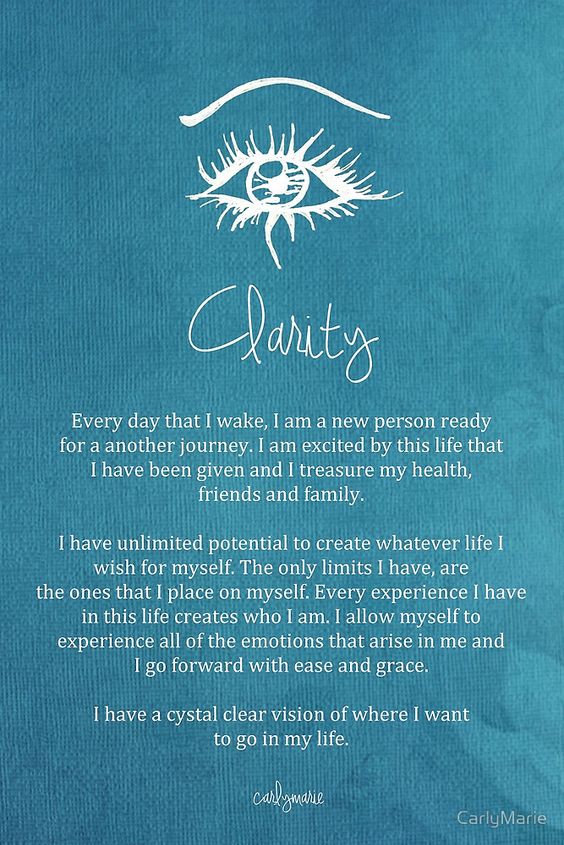 Clarity
Every day that I wake, I am a new person ready
for a another journey. I am excited by this life that
I have been given and I treasure my health,
friends and family.
I have unlimited potential to create whatever life I
wish for myself. The only limits I have, are
the ones that I place on myself. Every experience I have
in this life creates who I am. I allow myself to
experience all of the emotions that arise in me and
I go forward with ease and grace.
I have a cystal clear vision of where I want
to go in my life.
carlymarie
CarlyMarie